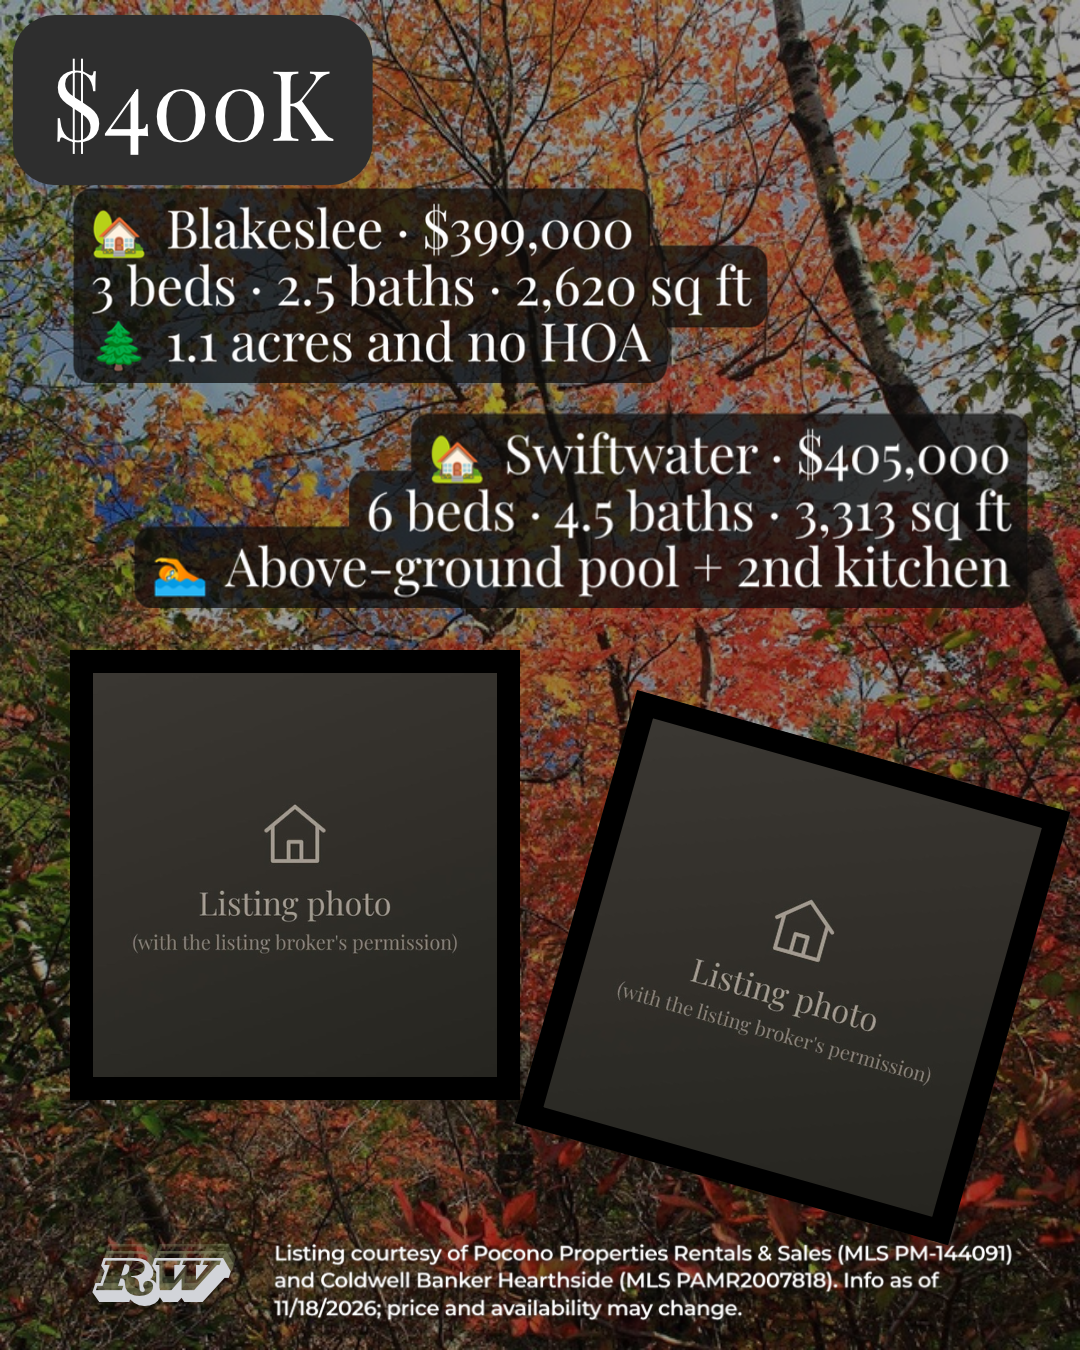 $400K
🏡 Blakeslee · $399,000
3 beds · 2.5 baths · 2,620 sq ft
🌲 1.1 acres and no HOA
🏡 Swiftwater · $405,000
6 beds · 4.5 baths · 3,313 sq ft
🏊 Above-ground pool + 2nd kitchen
Listing photo
(with the listing broker's permission)
Listing photo
(with the listing broker's permission)
RW
Listing courtesy of Pocono Properties Rentals & Sales (MLS PM-144091)
and Coldwell Banker Hearthside (MLS PAMR2007818). Info as of
11/18/2026; price and availability may change.